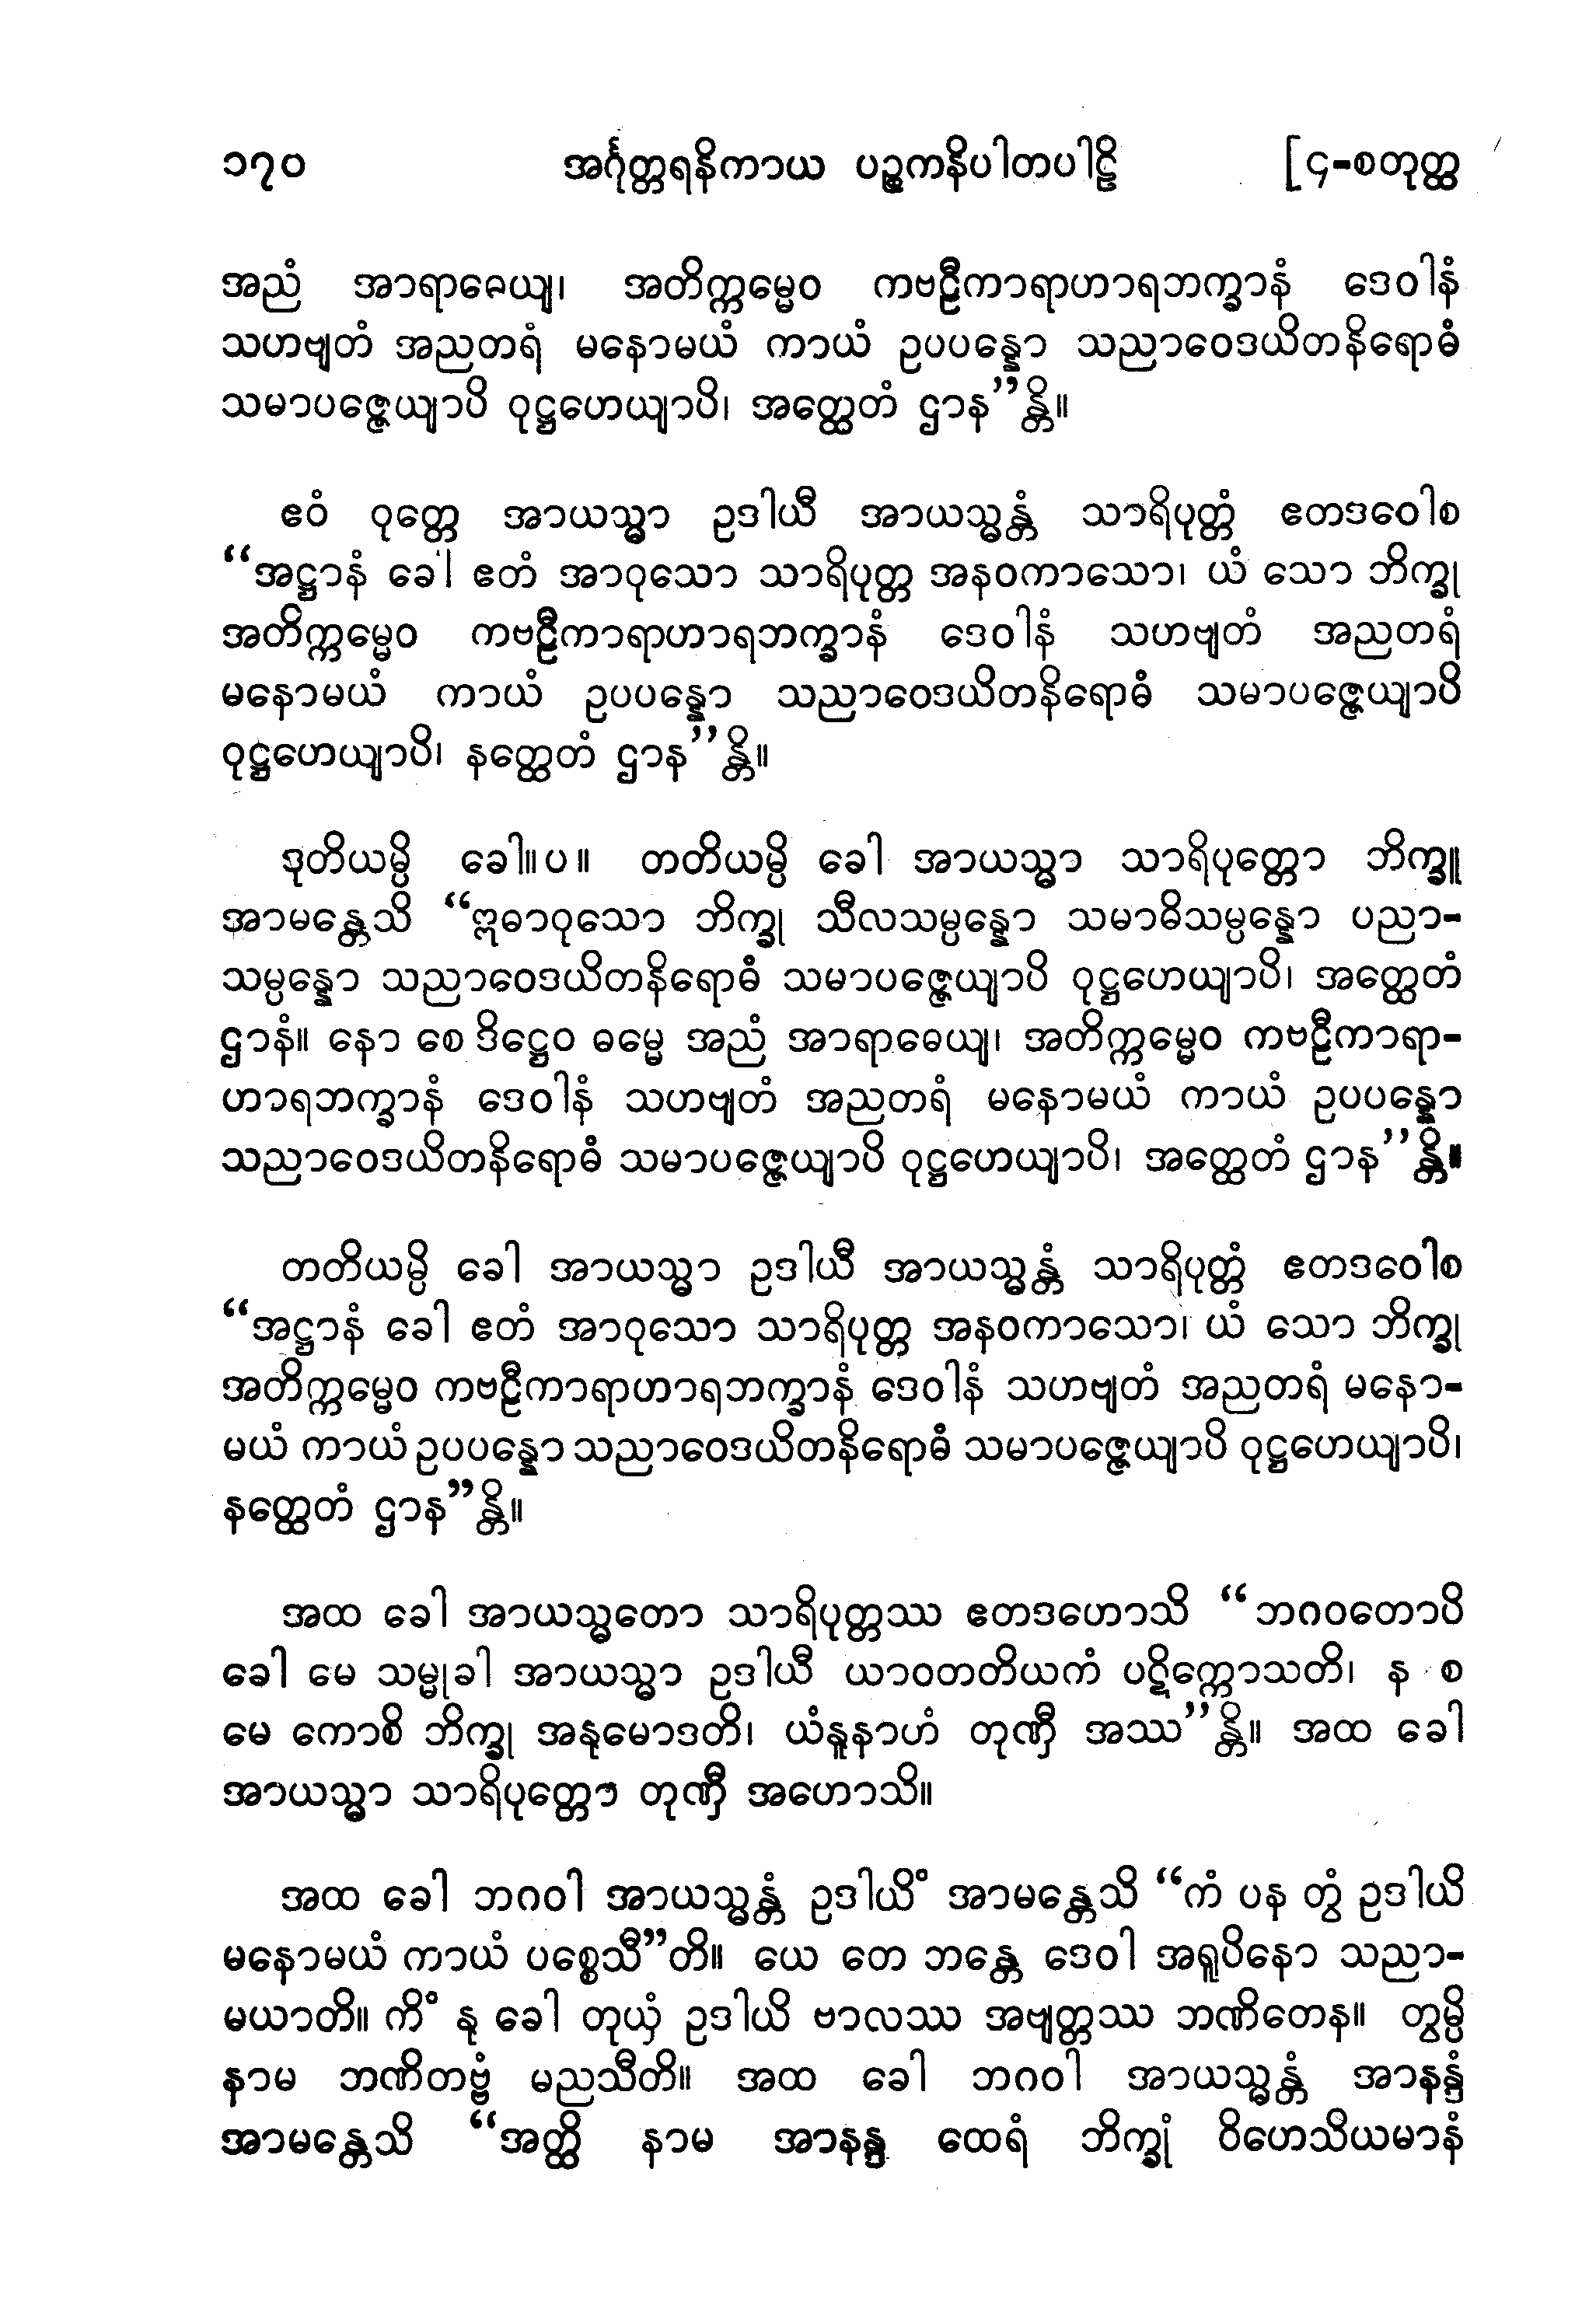 ၁၇၀ အင်္ဂုတ္တရနိကာယ ပဉ္စကနိပါတပါဠိ [၄-စတုတ္ထ
အညံ အာရာဓေယျ၊ အတိက္ကမ္မေဝ ကဗဠီကာရာဟာရဘက္ခာနံ ဒေဝါနံ
သဟဗျတံ အညတရံ မနောမယံ ကာယံ ဥပပန္နော သညာဝေဒယိတနိရောဓံ
သမာပဇ္ဇေယျာပိ ဝုဋ္ဌဟေယျာပိ၊ အတ္ထေတံ ဌာန”န္တိ။
ဧဝံ ဝုတ္တေ အာယသ္မာ ဥဒါယီ အာယသ္မန္တံ သာရိပုတ္တံ ဧတဒဝေါစ
“အဋ္ဌာနံ ခေါ ဧတံ အာဝုသော သာရိပုတ္တ အနဝကာသော၊ ယံ သော ဘိက္ခု
အတိက္ကမ္မေဝ ကဗဠီကာရာဟာရဘက္ခာနံ ဒေဝါနံ သဟဗျတံ အညတရံ
မနောမယံ ကာယံ ဥပပန္နော သညာဝေဒယိတနိရောဓံ သမာပဇ္ဇေယျာပိ
ဝုဋ္ဌဟေယျာပိ၊ နတ္ထေတံ ဌာန”န္တိ။
ဒုတိယမ္ပိ ခေါ။ပ။ တတိယမ္ပိ ခေါ အာယသ္မာ သာရိပုတ္တော ဘိက္ခူ
အာမန္တေသိ “ဣဓာဝုသော ဘိက္ခု သီလသမ္ပန္နော သမာဓိသမ္ပန္နော ပညာ-
သမ္ပန္နော သညာဝေဒယိတနိရောဓံ သမာပဇ္ဇေယျာပိ ဝုဋ္ဌဟေယျာပိ၊ အတ္ထေတံ
ဌာနံ။ နော စေ ဒိဋ္ဌေဝ ဓမ္မေ အညံ အာရာဓေယျ၊ အတိက္ကမ္မေဝ ကဗဠီကာရာ-
ဟာရဘက္ခာနံ ဒေဝါနံ သဟဗျတံ အညတရံ မနောမယံ ကာယံ ဥပပန္နော
သညာဝေဒယိတနိရောဓံ သမာပဇ္ဇေယျာပိ ဝုဋ္ဌဟေယျာပိ၊ အတ္ထေတံ ဌာန”န္တိ။
တတိယမ္ပိ ခေါ အာယသ္မာ ဥဒါယီ အာယသ္မန္တံ သာရိပုတ္တံ ဧတဒဝေါစ
“အဋ္ဌာနံ ခေါ ဧတံ အာဝုသော သာရိပုတ္တ အနဝကာသော၊ ယံ သော ဘိက္ခု
အတိက္ကမ္မေဝ ကဗဠီကာရာဟာရဘက္ခာနံ ဒေဝါနံ သဟဗျတံ အညတရံ မနော-
မယံ ကာယံ ဥပပန္နော သညာဝေဒယိတနိရောဓံ သမာပဇ္ဇေယျာပိ ဝုဋ္ဌဟေယျာပိ၊
နတ္ထေတံ ဌာန”န္တိ။
အထ ခေါ အာယသ္မတော သာရိပုတ္တဿ ဧတဒဟောသိ “ဘဂဝတောပိ
ခေါ မေ သမ္မုခါ အာယသ္မာ ဥဒါယီ ယာဝတတိယကံ ပဋိက္ကောသတိ၊ န စ
မေ ကောစိ ဘိက္ခု အနုမောဒတိ၊ ယံနူနာဟံ တုဏှီ အဿ”န္တိ။ အထ ခေါ
အာယသ္မာ သာရိပုတ္တော တုဏှီ အဟောသိ။
အထ ခေါ ဘဂဝါ အာယသ္မန္တံ ဥဒါယိံ အာမန္တေသိ “ကံ ပန တွံ ဥဒါယိ
မနောမယံ ကာယံ ပစ္စေသီ”တိ။ ယေ တေ ဘန္တေ ဒေဝါ အရူပိနော သညာ-
မယာတိ။ ကိံ နု ခေါ တုယှံ ဥဒါယိ ဗာလဿ အဗျတ္တဿ ဘဏိတေန။ တွမ္ပိ
နာမ ဘဏိတဗ္ဗံ မညသီတိ။ အထ ခေါ ဘဂဝါ အာယသ္မန္တံ အာနန္ဒံ
အာမန္တေသိ “အတ္ထိ နာမ အာနန္ဒ ထေရံ ဘိက္ခုံ ဝိဟေသိယမာနံ